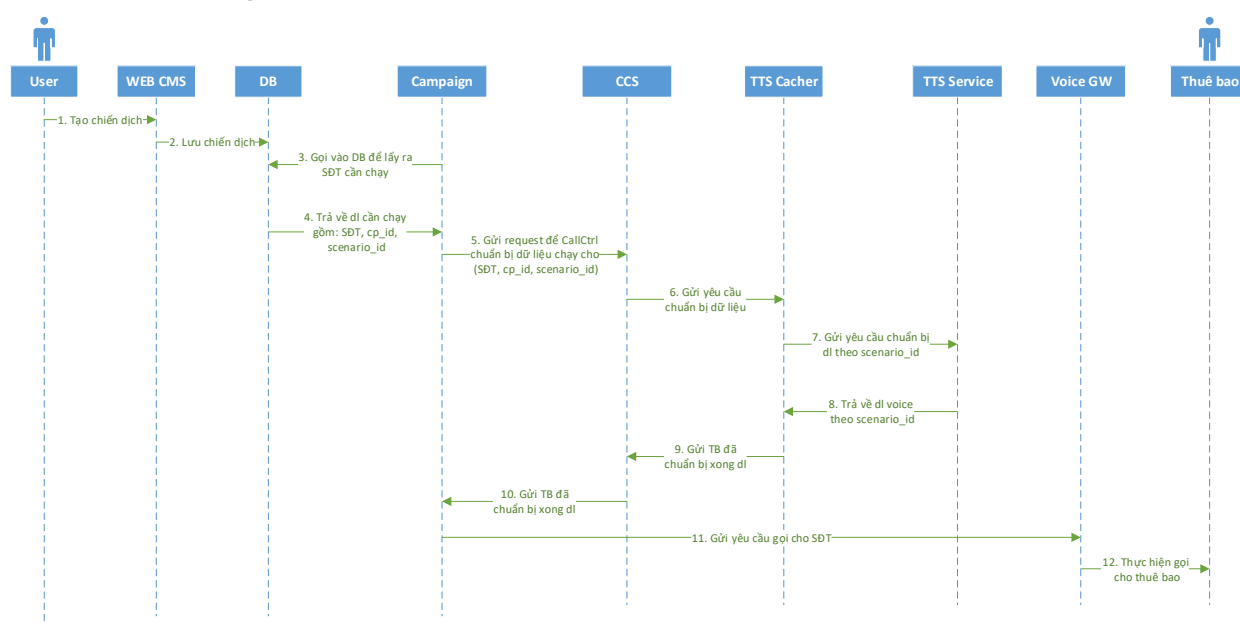 User
WEB CMS
DB
Campaign
CCS
TTS Cacher
TTS Service
Voice GW
Thuê bao
1. Tạo chiến dịch
2. Lưu chiến dịch
3. Gọi vào DB để lấy ra
SĐT cần chạy
4. Trả về dl cần chạy
gồm: SĐT, cp_id,
scenario_id
5. Gửi request để CallCtrl
chuẩn bị dữ liệu chạy cho
(SĐT, cp_id, scenario_id)
6. Gửi yêu cầu
chuẩn bị dữ liệu
7. Gửi yêu cầu chuẩn bị
dl theo scenario_id
8. Trả về dl voice
theo scenario_id
9. Gửi TB đã
chuẩn bị xong dl
10. Gửi TB đã
chuẩn bị xong dl
11. Gửi yêu cầu gọi cho SĐT
12. Thực hiện gọi
cho thuê bao